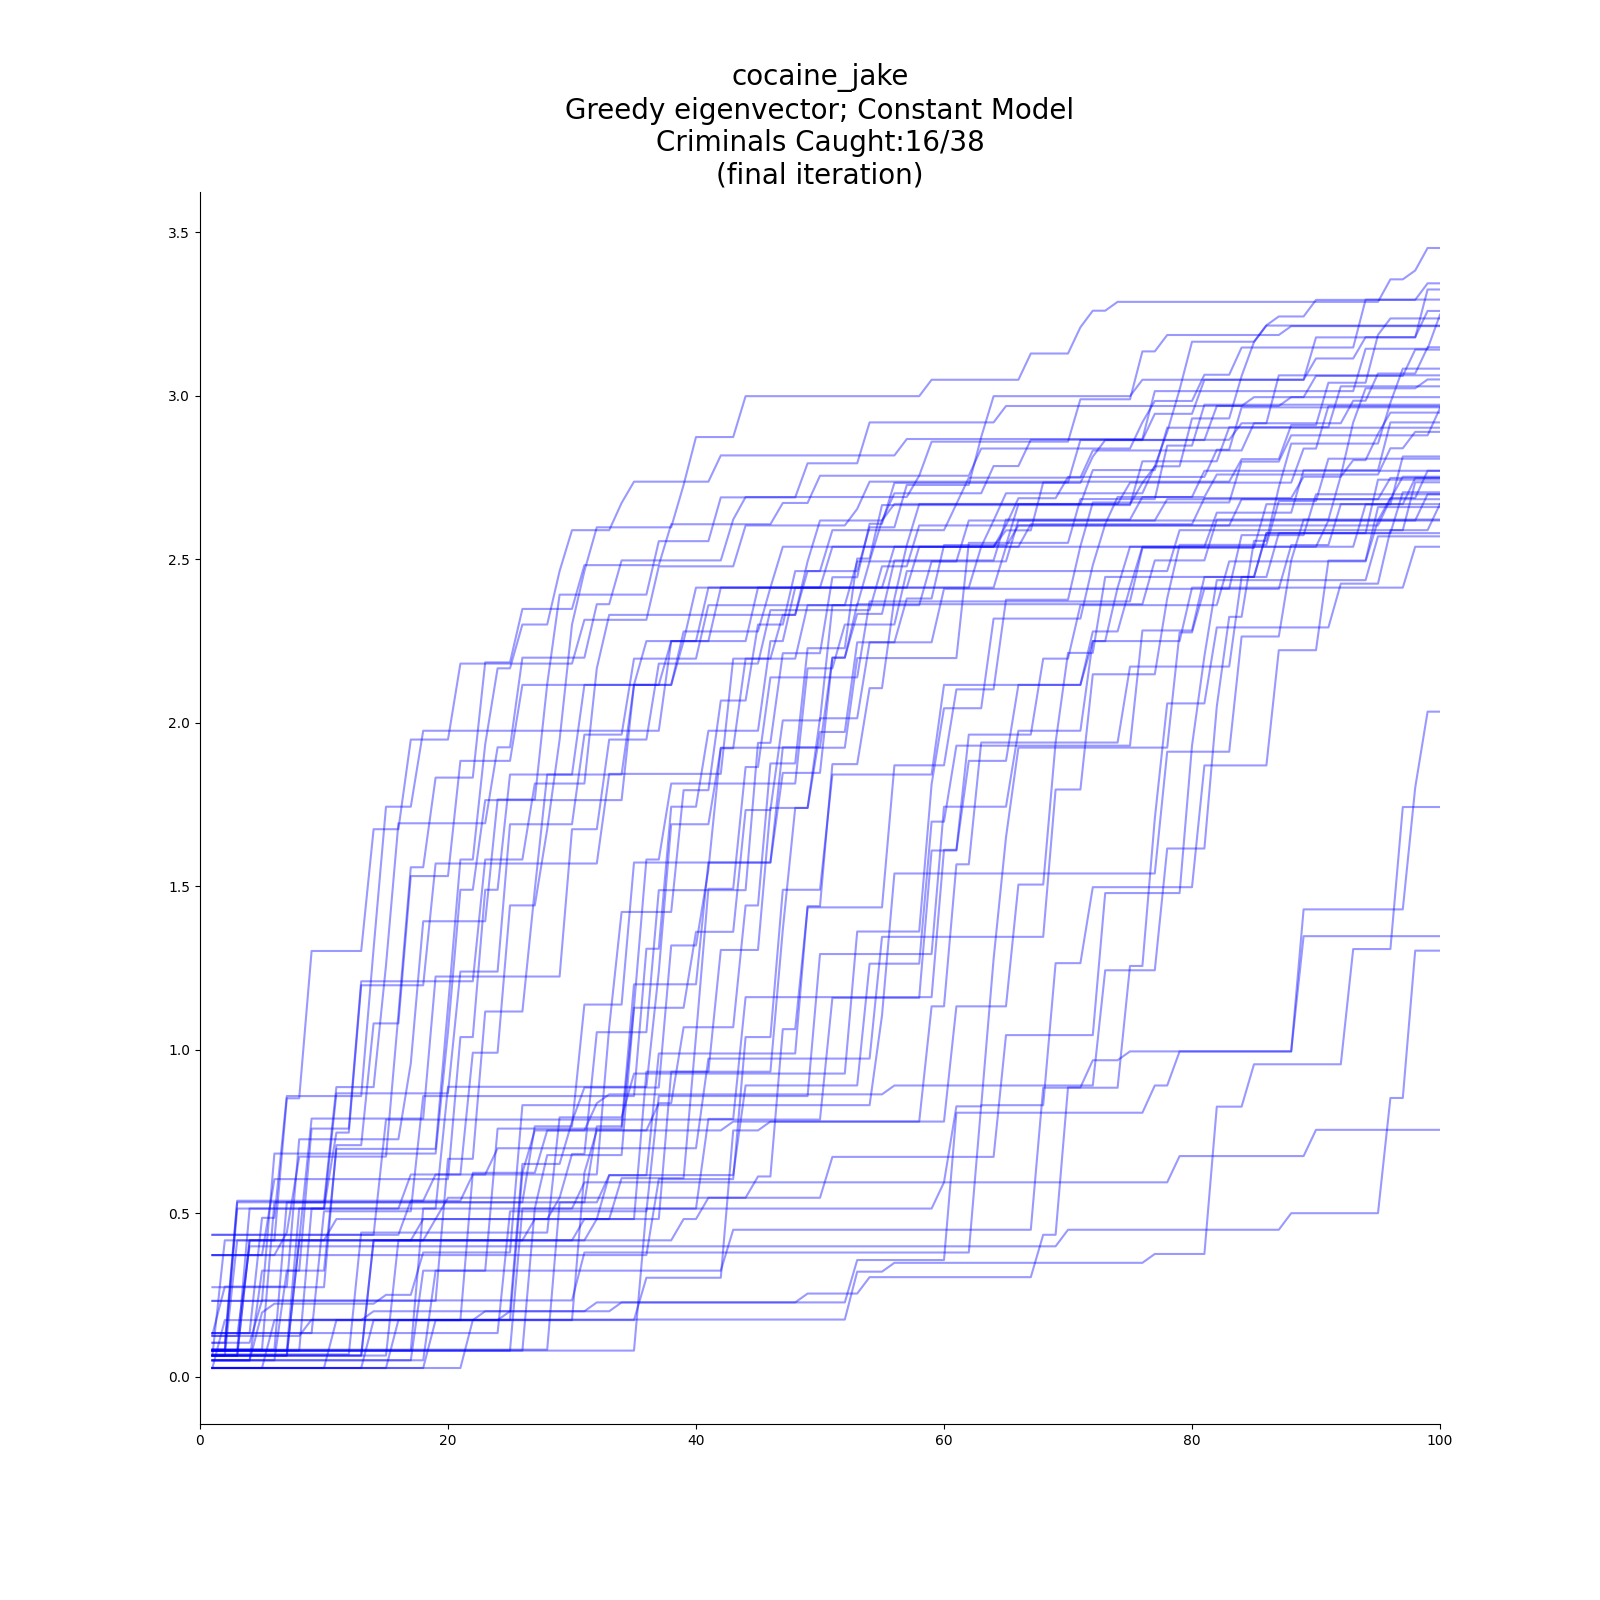 cocaine_jake
Greedy eigenvector; Constant Model
Criminals Caught:16/38
(final iteration)
3.5
3.0
2.5
2.0
1.5
1.0
0.5
0.0
0 20 40 60 80 100